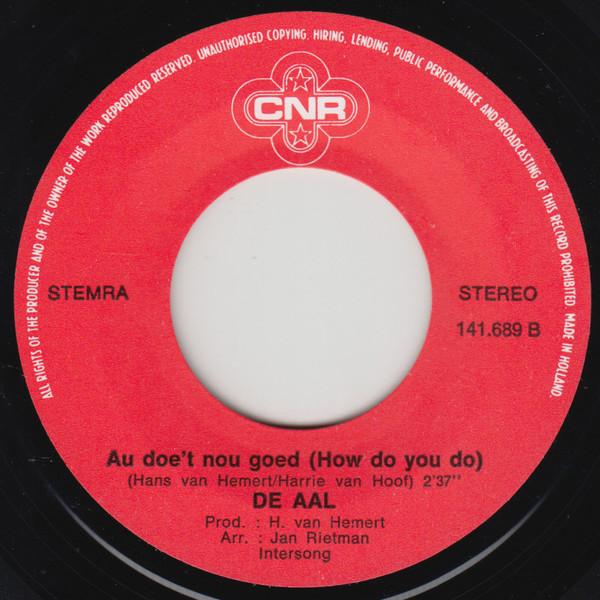 ALL RIGHTS OF THE PRODUCER AND OF THE OWNER OF THE WORK REPRODUCED RESERVED. UNAUTHORISED COPYING, HIRING, LENDING, PUBLIC PERFORMANCE AND BROADCASTING OF THIS RECORD PROHIBITED. MADE IN HOLLAND.
CNR
STEMRA
STEREO
141.689 B
Au doe't nou goed (How do you do)
(Hans van Hemert/Harrie van Hoof) 2'37''
DE AAL
Prod. : H. van Hemert
Arr. : Jan Rietman
Intersong